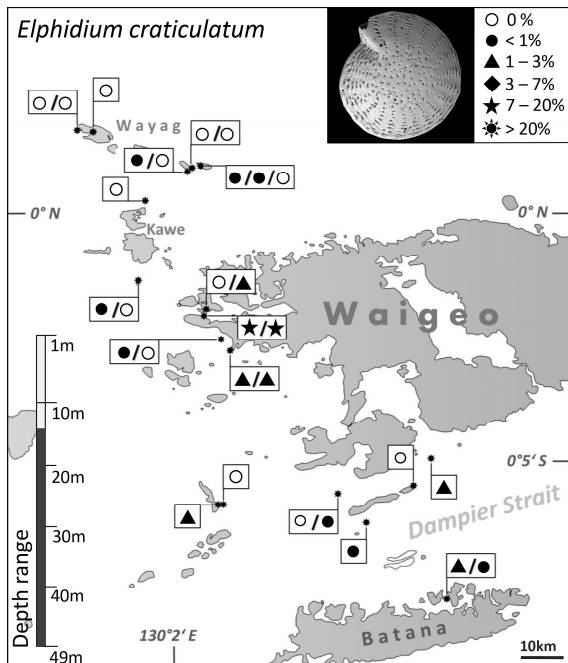 Elphidium craticulatum
0 %
< 1%
1 – 3%
3 – 7%
7 – 20%
> 20%
Wayag
0° N
0° N
Kawe
Waigeo
1m
10m
20m
30m
40m
49m
Depth range
0°5‘ S
Dampier Strait
130°2‘ E
Batana
10km